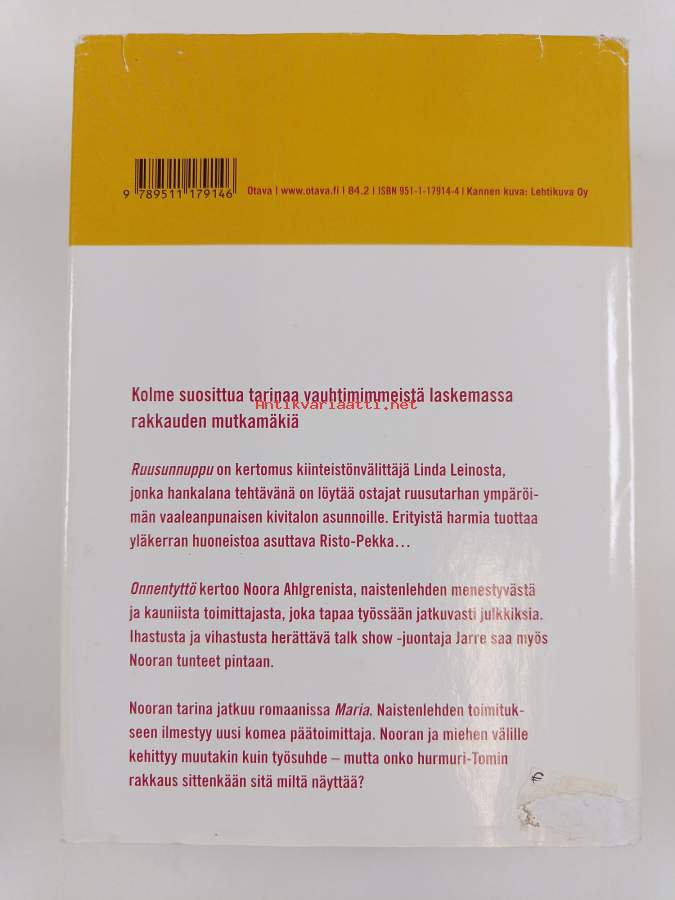 9 789511 179146
Otava | www.otava.fi | 84.2 | ISBN 951-1-17914-4 | Kannen kuva: Lehtikuva Oy
Kolme suosittua tarinaa vauhtimimmeistä laskemassa
Antikvariaatti.net
rakkauden mutkamäkiä
Ruusunnuppu on kertomus kiinteistönvälittäjä Linda Leinosta,
jonka hankalana tehtävänä on löytää ostajat ruusutarhan ympäröi-
män vaaleanpunaisen kivitalon asunnoille. Erityistä harmia tuottaa
yläkerran huoneistoa asuttava Risto-Pekka...
Onnentyttö kertoo Noora Ahlgrenista, naistenlehden menestyvästä
ja kauniista toimittajasta, joka tapaa työssään jatkuvasti julkkiksia.
Ihastusta ja vihastusta herättävä talk show -juontaja Jarre saa myös
Nooran tunteet pintaan.
Nooran tarina jatkuu romaanissa Maria. Naistenlehden toimituk-
seen ilmestyy uusi komea päätoimittaja. Nooran ja miehen välille
kehittyy muutakin kuin työsuhde – mutta onko hurmuri-Tomin
rakkaus sittenkään sitä miltä näyttää?
€